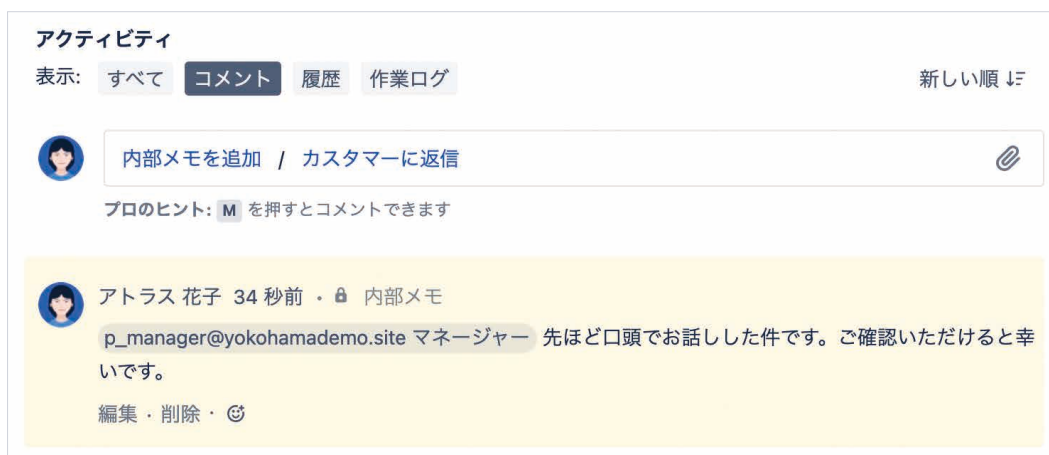 アクティビティ
表示: すべて コメント 履歴 作業ログ 新しい順
内部メモを追加 / カスタマーに返信
プロのヒント: M を押すとコメントできます
アトラス 花子 34 秒前 • 内部メモ
p_manager@yokohamademo.site マネージャー 先ほど口頭でお話しした件です。ご確認いただけると幸
いです。
編集 · 削除 ·